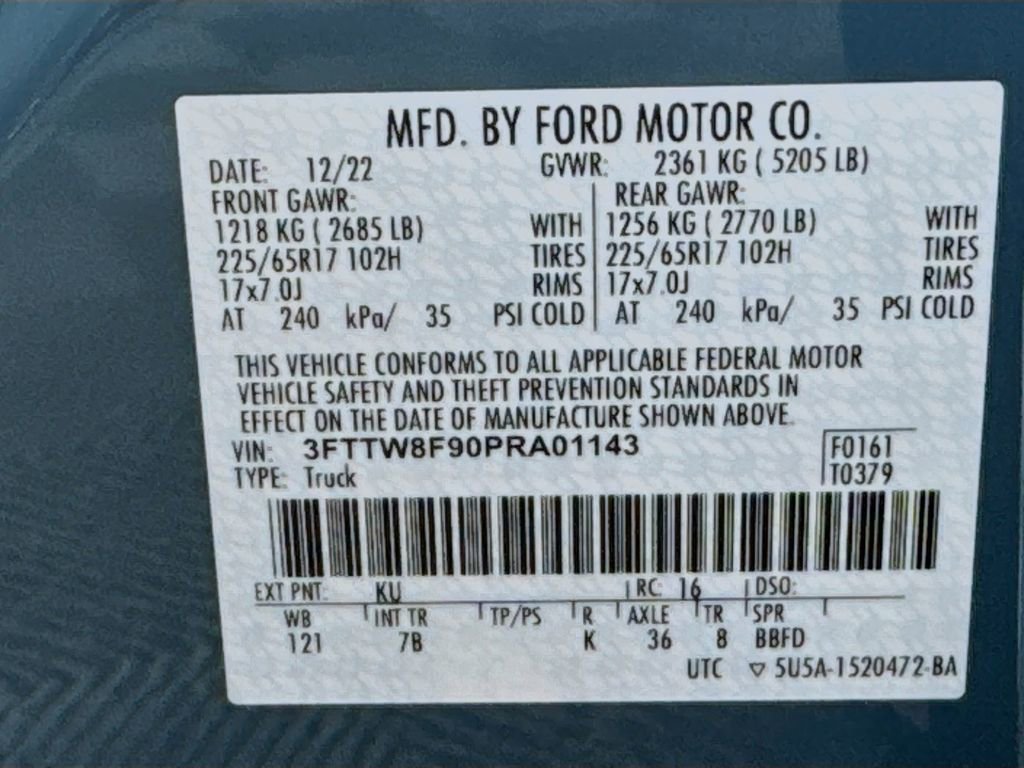 MFD. BY FORD MOTOR CO.
DATE: 12/22 GVWR: 2361 KG ( 5205 LB)
FRONT GAWR: REAR GAWR:
1218 KG ( 2685 LB) WITH 1256 KG ( 2770 LB) WITH
225/65R17 102H TIRES 225/65R17 102H TIRES
17x7.0J RIMS 17x7.0J RIMS
AT 240 kPa/ 35 PSI COLD AT 240 kPa/ 35 PSI COLD
THIS VEHICLE CONFORMS TO ALL APPLICABLE FEDERAL MOTOR
VEHICLE SAFETY AND THEFT PREVENTION STANDARDS IN
EFFECT ON THE DATE OF MANUFACTURE SHOWN ABOVE.
VIN: 3FTTW8F90PRA01143 F0161
TYPE: Truck T0379
EXT PNT: KU RC: 16 DSO:
WB INT TR TP/PS R AXLE TR SPR
121 7B K 36 8 BBFD
UTC ▽ 5U5A-1520472-BA